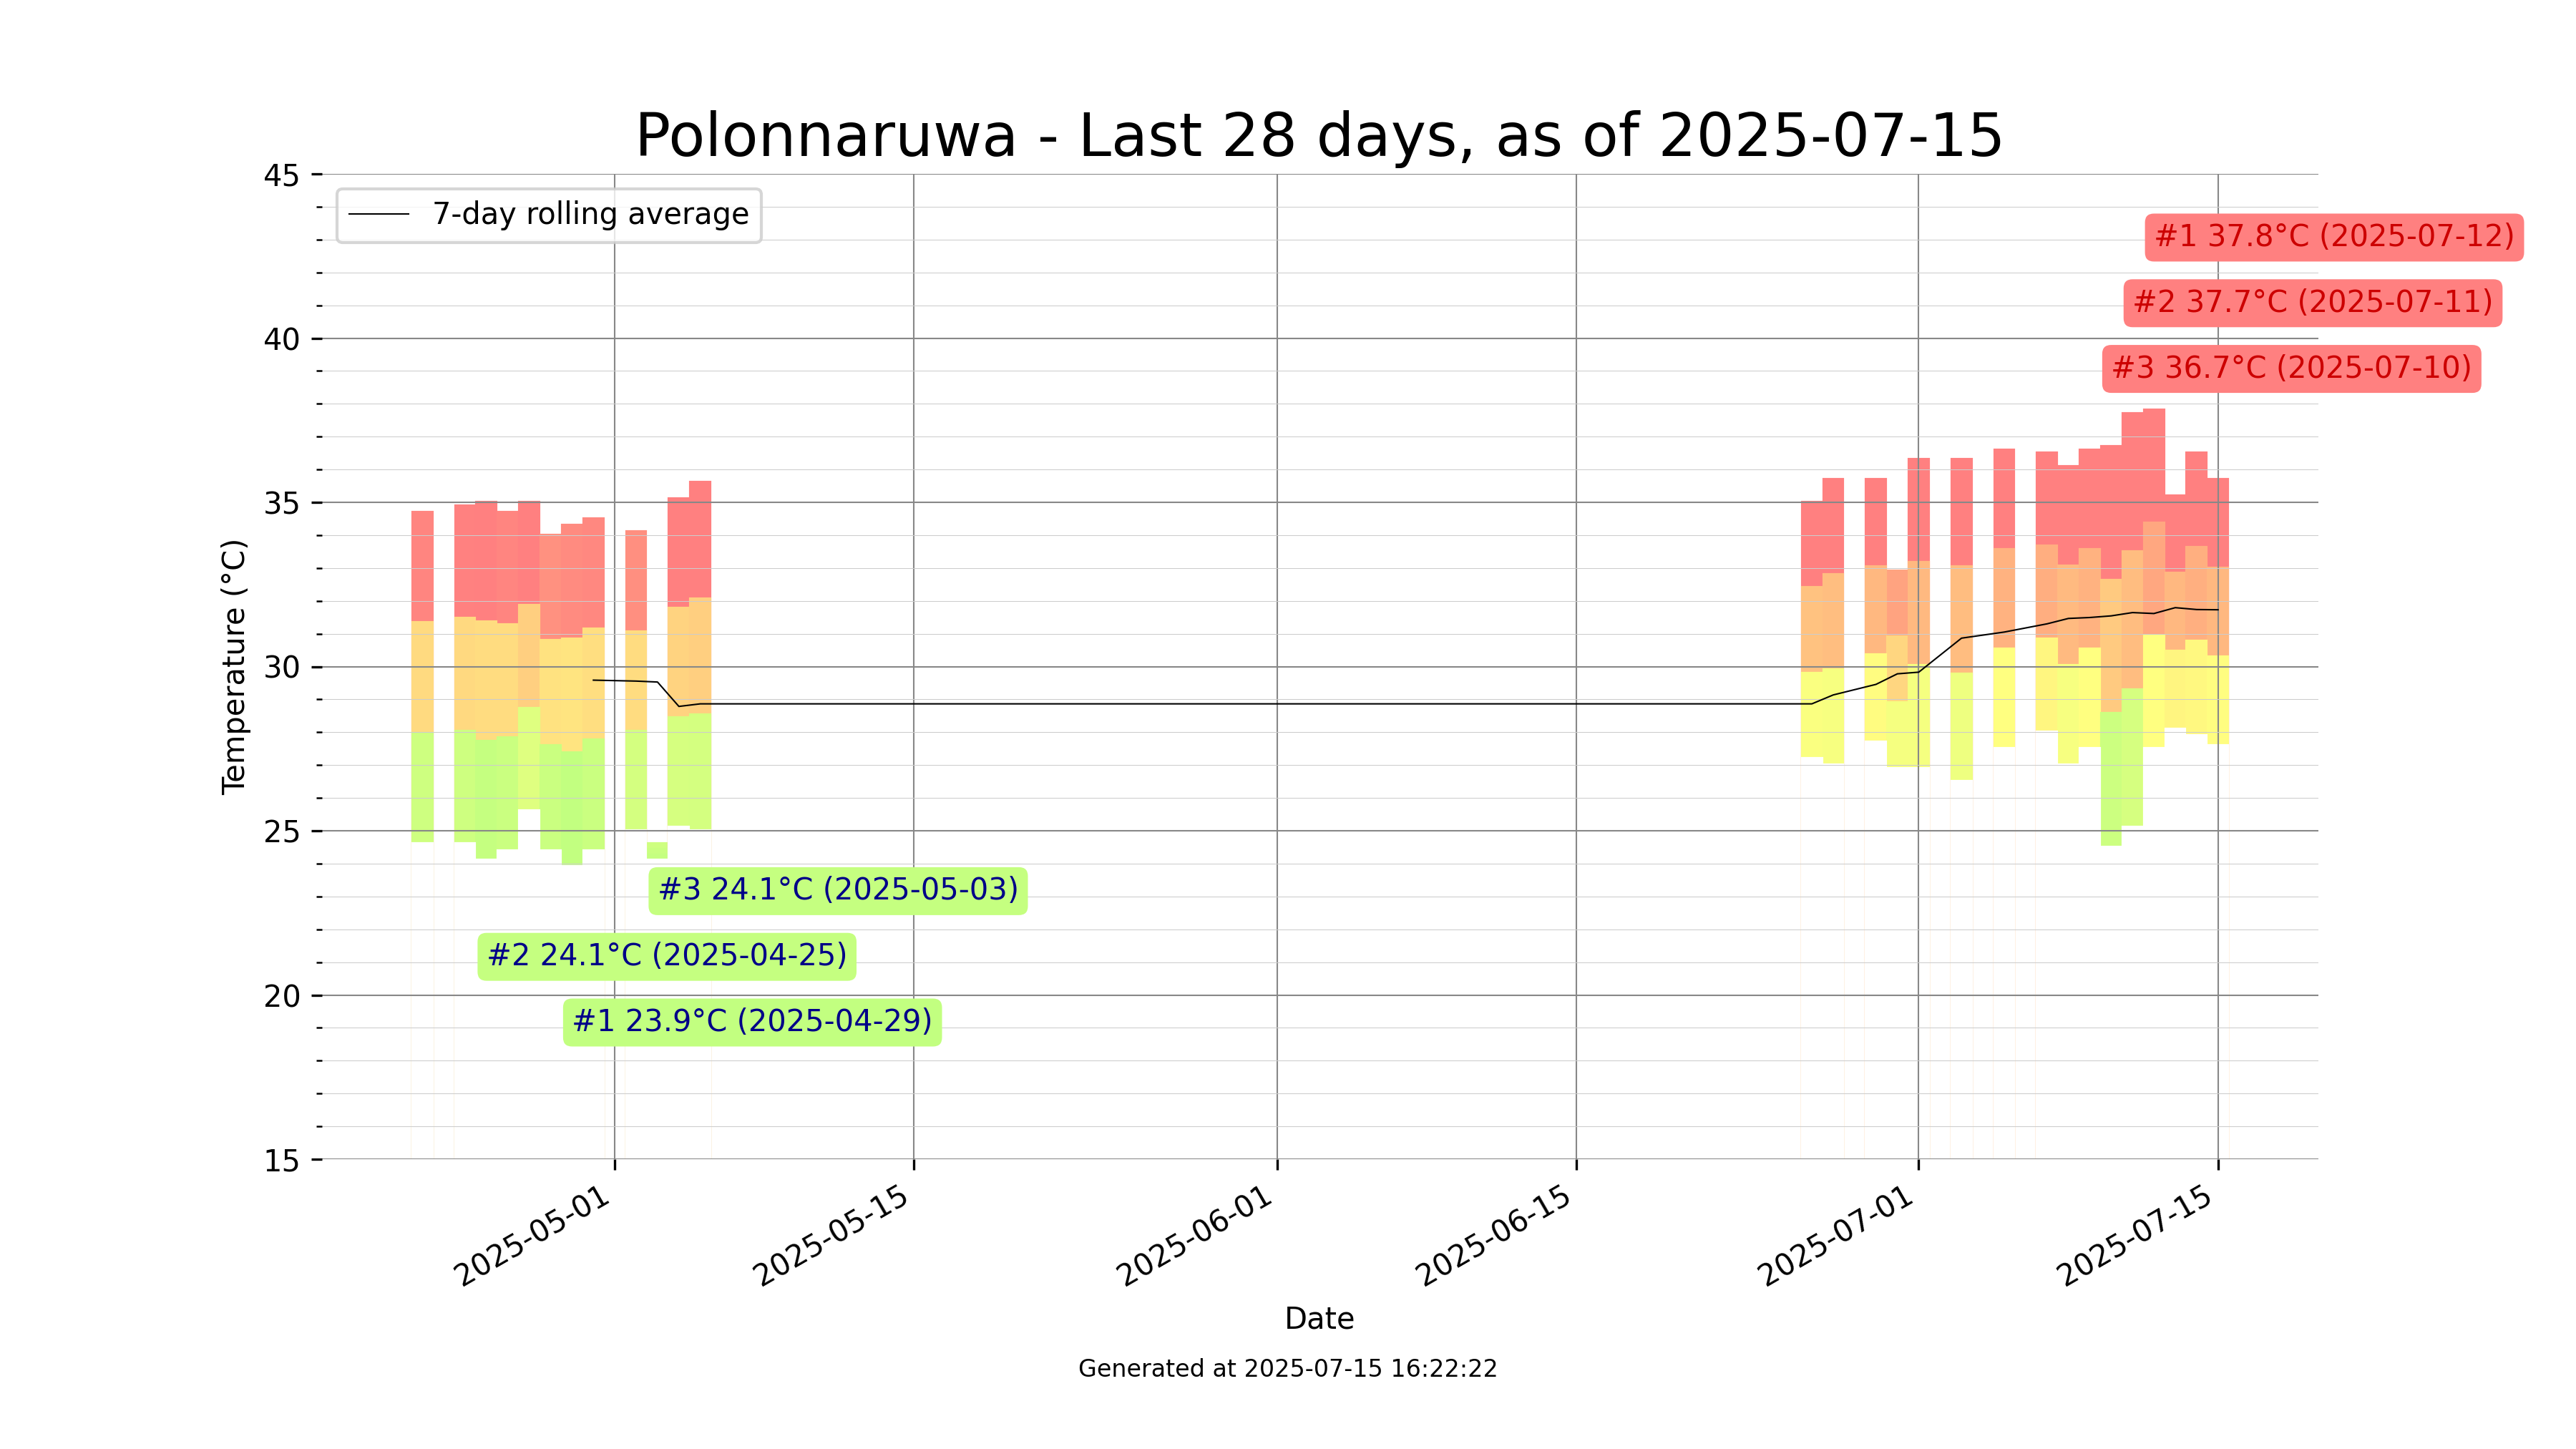 Polonnaruwa - Last 28 days, as of 2025-07-15
45
7-day rolling average
#1 37.8°C (2025-07-12)
#2 37.7°C (2025-07-11)
40
#3 36.7°C (2025-07-10)
35
Temperature (°C)
30
25
#3 24.1°C (2025-05-03)
#2 24.1°C (2025-04-25)
20
#1 23.9°C (2025-04-29)
15
2025-05-01
2025-05-15
2025-06-01
2025-06-15
2025-07-01
2025-07-15
Date
Generated at 2025-07-15 16:22:22